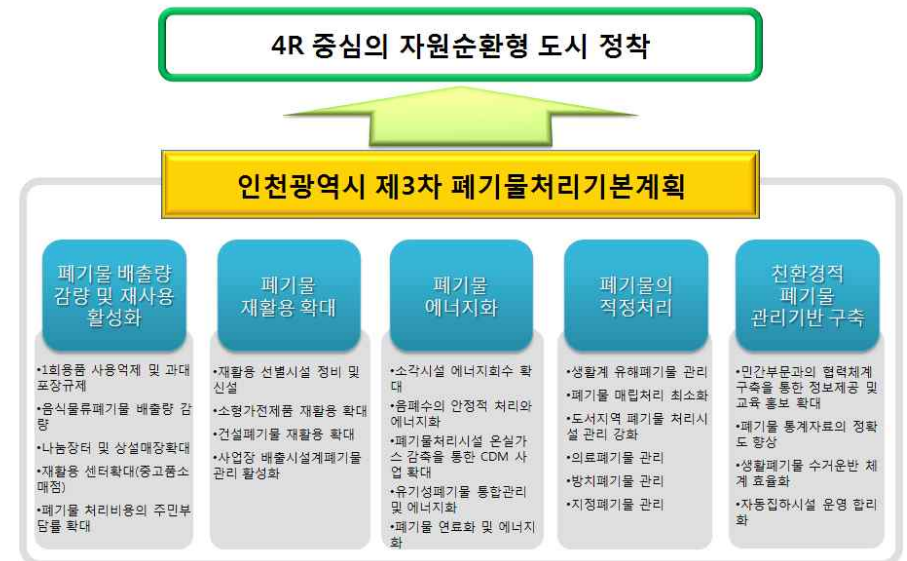 4R 중심의 자원순환형 도시 정착
인천광역시 제3차 폐기물처리기본계획
폐기물 배출량
감량 및 재사용
활성화
•1회용품 사용억제 및 과대
포장규제
•음식물류폐기물 배출량 감
량
•나눔장터 및 상설매장확대
•재활용 센터확대(중고품소
매점)
•폐기물 처리비용의 주민부
담률 확대
폐기물
재활용 확대
•재활용 선별시설 정비 및
신설
•소형가전제품 재활용 확대
•건설폐기물 재활용 확대
•사업장 배출시설계폐기물
관리 활성화
폐기물
에너지화
•소각시설 에너지회수 확
대
•음폐수의 안정적 처리와
에너지화
•폐기물처리시설 온실가
스 감축을 통한 CDM 사
업 확대
•유기성폐기물 통합관리
및 에너지화
•폐기물 연료화 및 에너지
화
폐기물의
적정처리
•생활계 유해폐기물 관리
•폐기물 매립처리 최소화
•도서지역 폐기물 처리시
설 관리 강화
•의료폐기물 관리
•방치폐기물 관리
•지정폐기물 관리
친환경적
폐기물
관리기반 구축
•민간부문과의 협력체계
구축을 통한 정보제공 및
교육 홍보 확대
•폐기물 통계자료의 정확
도 향상
•생활폐기물 수거운반 체
계 효율화
•자동집하시설 운영 합리
화